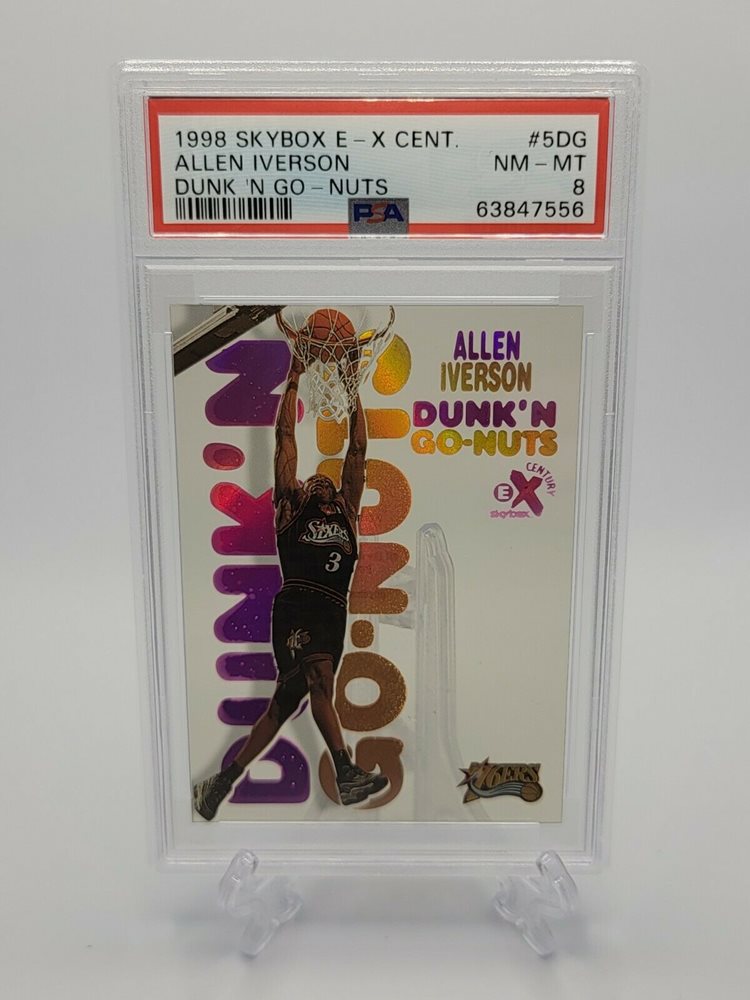 1998 SKYBOX E-X CENT. #5DG
ALLEN IVERSON NM-MT
DUNK 'N GO-NUTS 8
PSA 63847556
ALLEN
IVERSON
DUNK'N
GO-NUTS
E X CENTURY
skybox
DUNK'N
GO-NUTS
SIXERS
3
76ERS